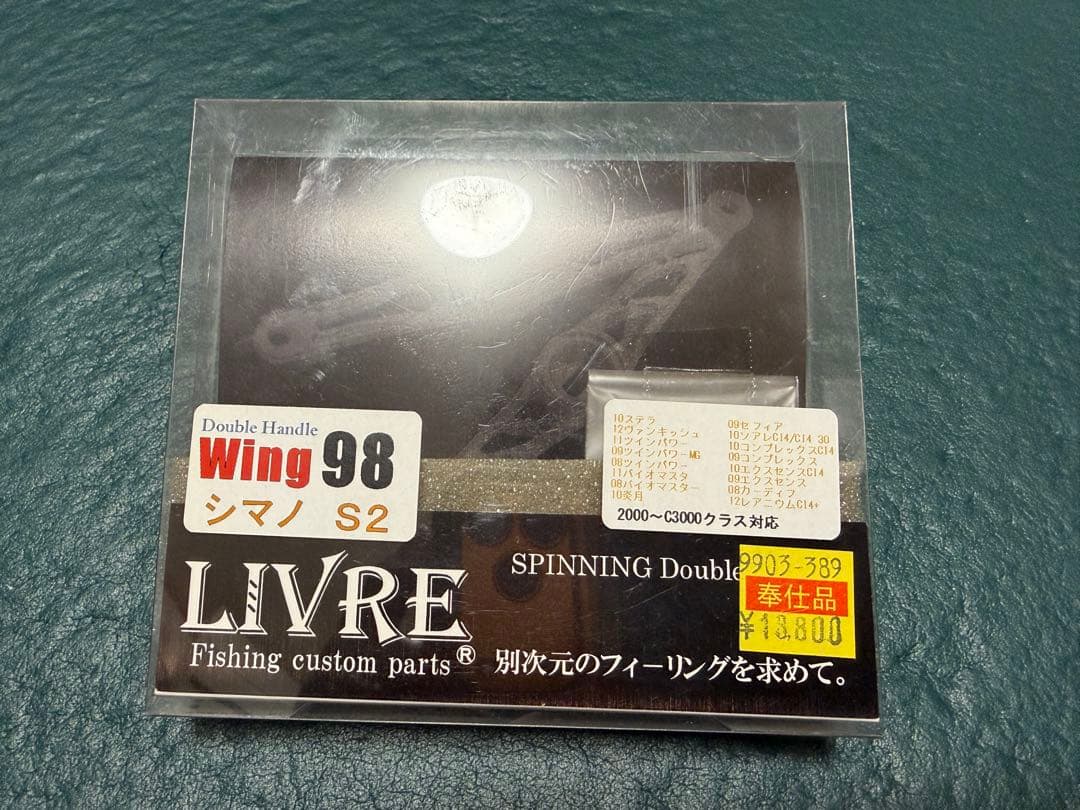 Double Handle
Wing 98
シマノ S2
10ステラ
12ヴァンキッシュ
11ツインパワー
09ツインパワーMG
08ツインパワー
11バイオマスタ
08バイオマスター
10炎月
09セフィア
10ソアレCI4/CI4 30
10コンプレックスCI4
09コンプレックス
10エクスセンスCI4
09エクスセンス
08カーディフ
12レアニウムCI4+
2000〜C3000クラス対応
LIVRE
Fishing custom parts®
SPINNING Double
別次元のフィーリングを求めて。
9903-389
奉仕品
¥18,800